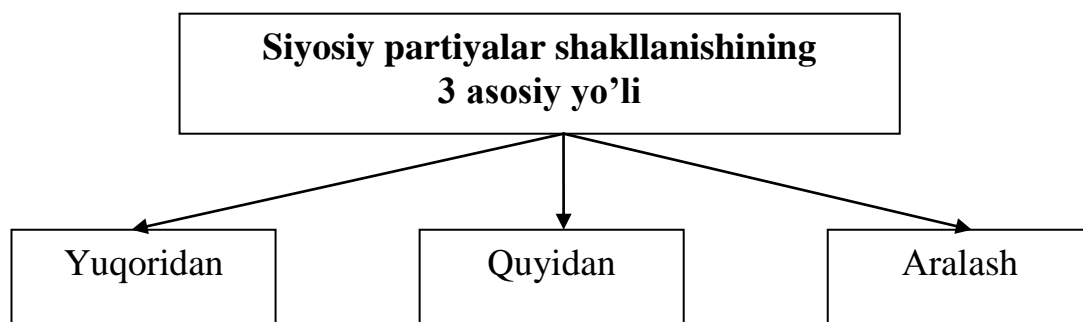 Siyosiy partiyalar shakllanishining
3 asosiy yo’li
Yuqoridan
Quyidan
Aralash